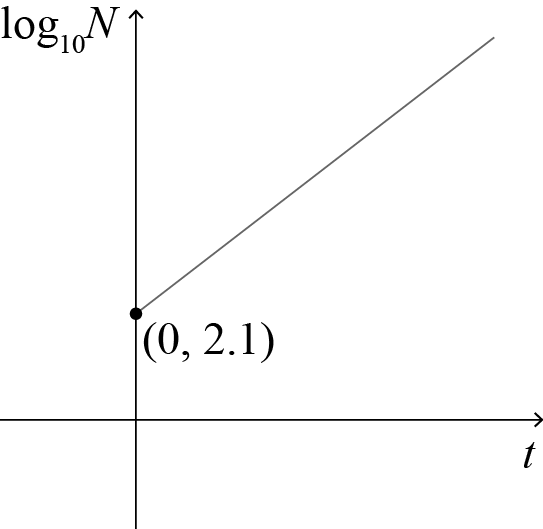 log₁₀N
(0, 2.1)
t